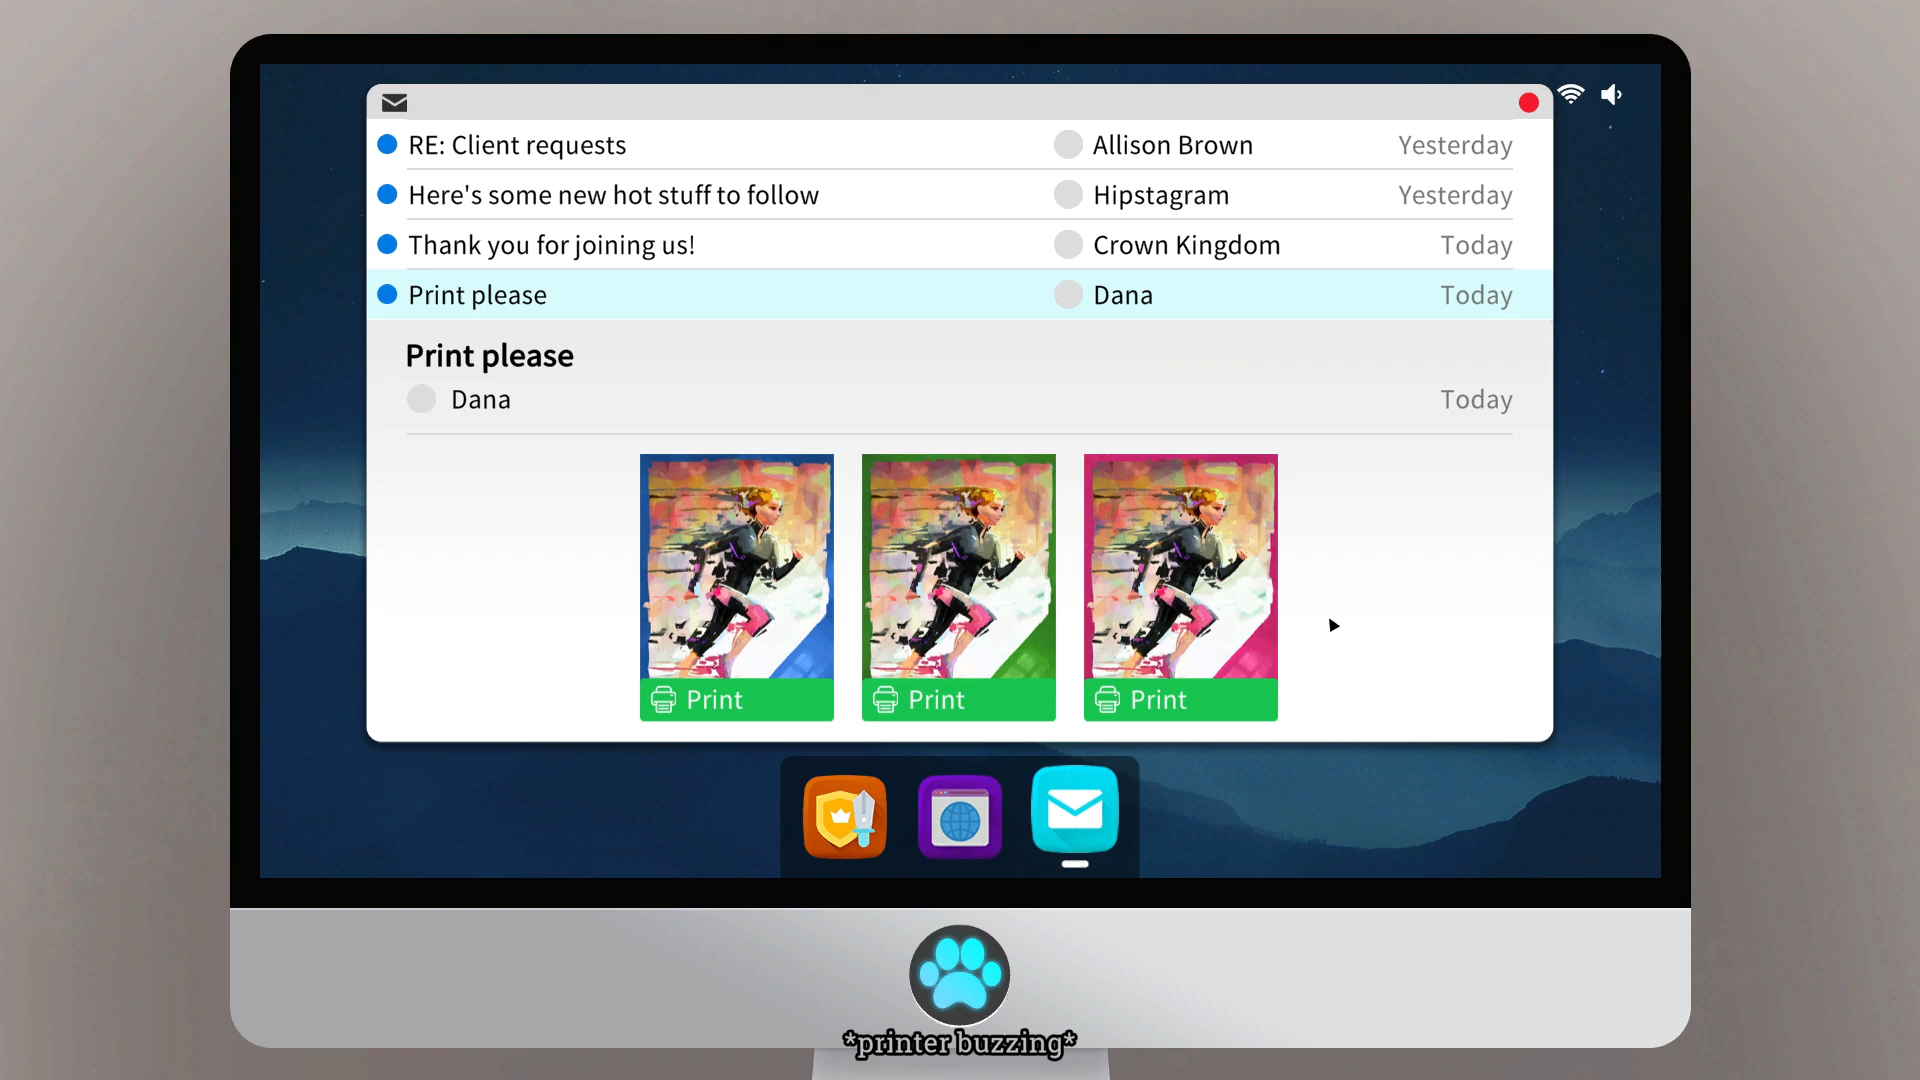 RE: Client requests Allison Brown Yesterday
Here's some new hot stuff to follow Hipstagram Yesterday
Thank you for joining us! Crown Kingdom Today
Print please Dana Today
Print please
Dana Today
Print Print Print
*printer buzzing*